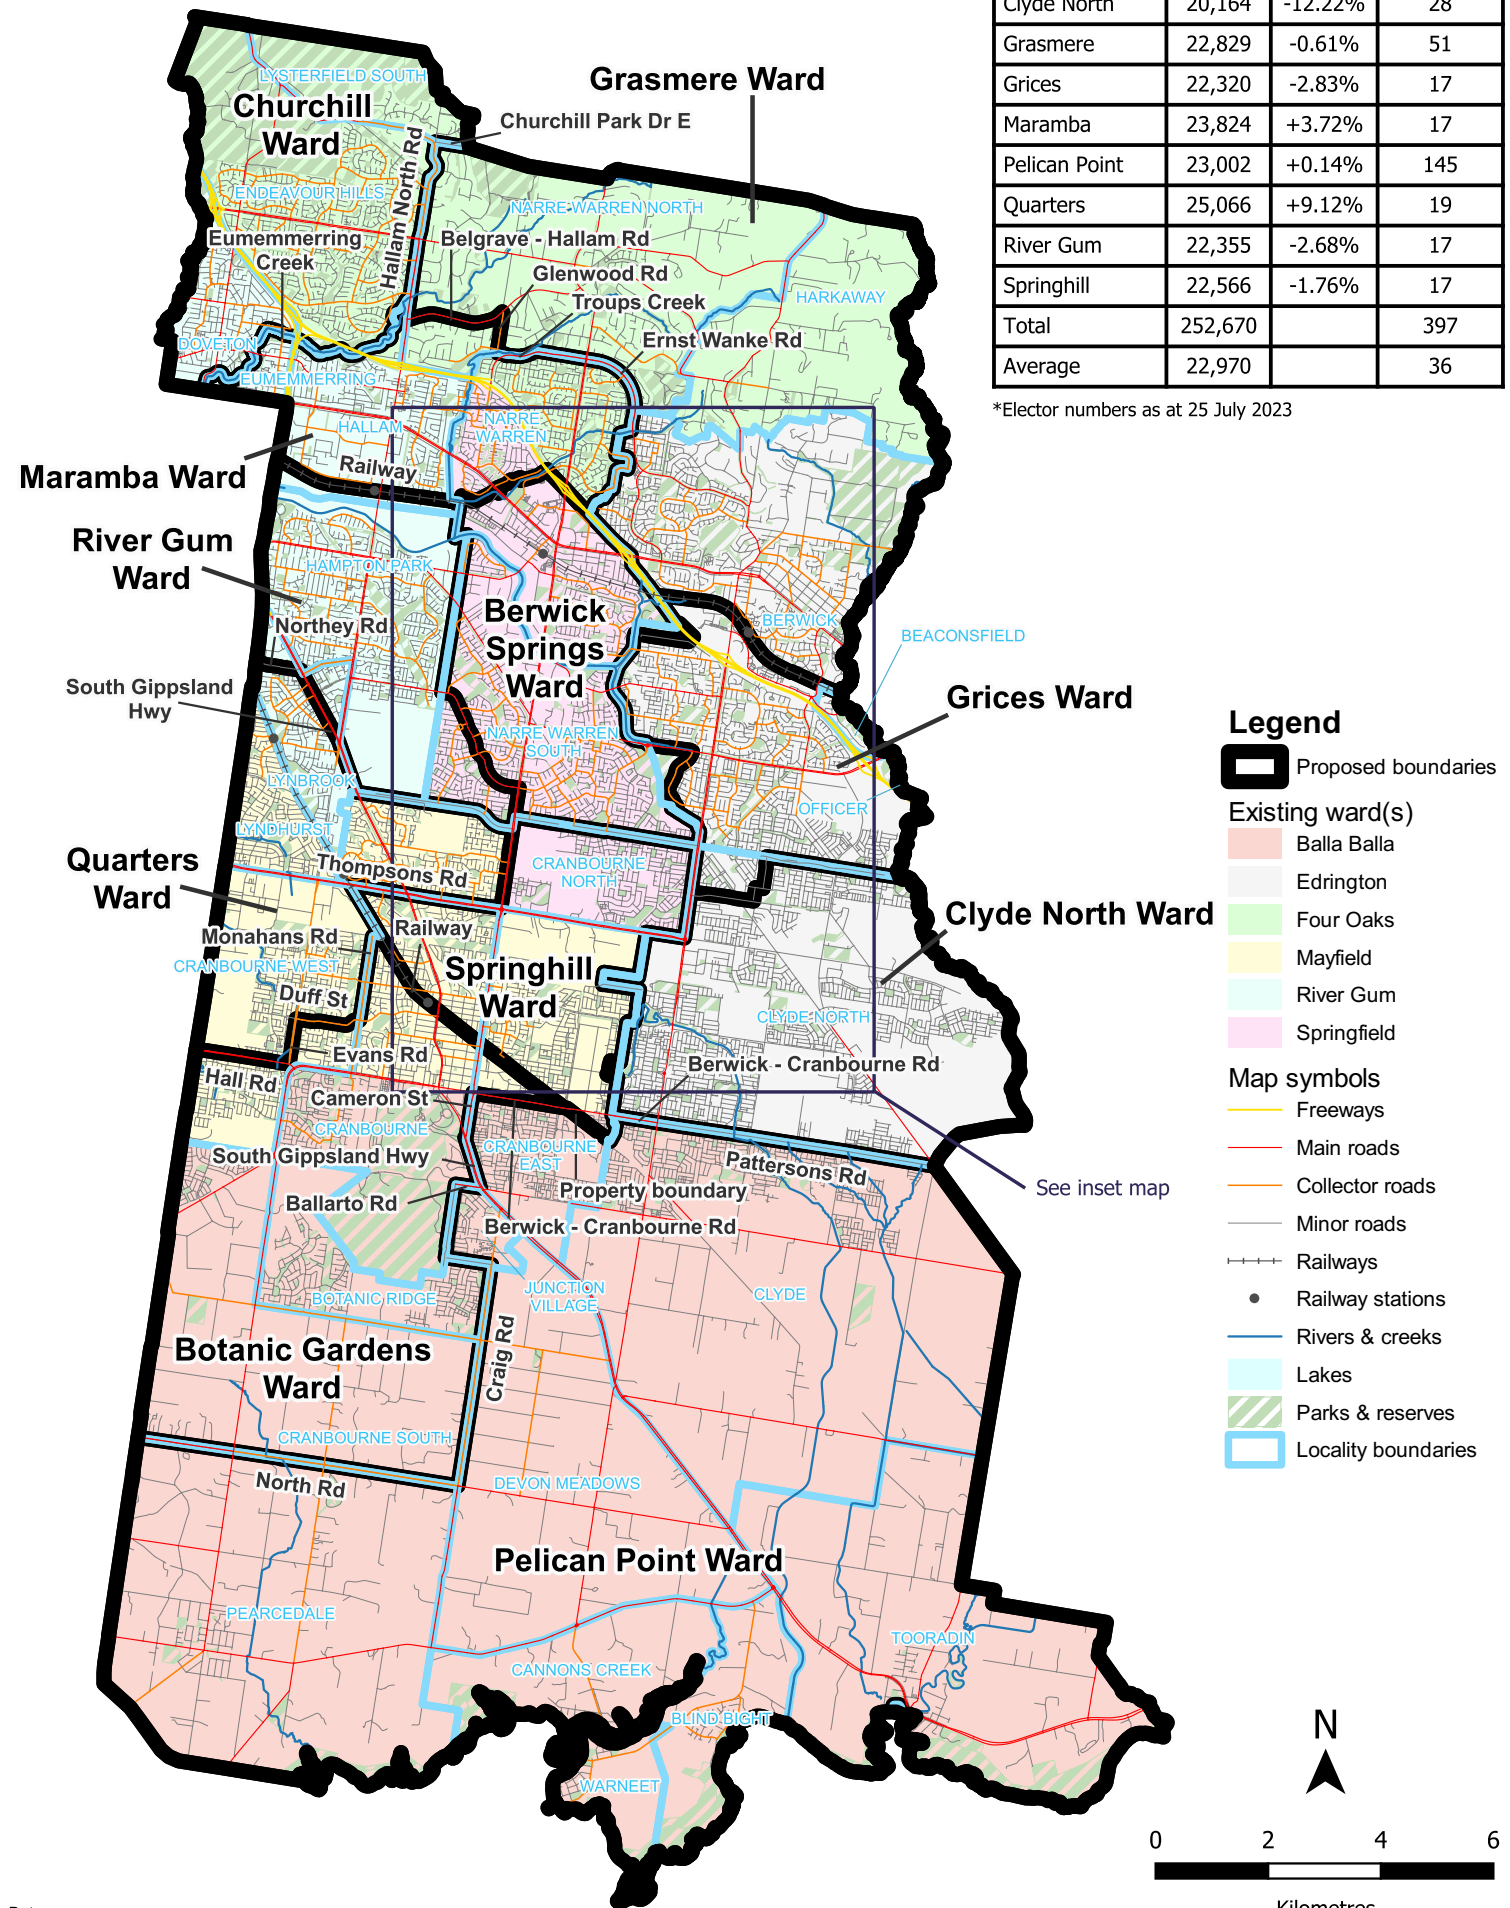 Clyde North 20,164 -12.22% 28
Grasmere 22,829 -0.61% 51
Grices 22,320 -2.83% 17
Maramba 23,824 +3.72% 17
Pelican Point 23,002 +0.14% 145
Quarters 25,066 +9.12% 19
River Gum 22,355 -2.68% 17
Springhill 22,566 -1.76% 17
Total 252,670 397
Average 22,970 36
*Elector numbers as at 25 July 2023
LYSTERFIELD SOUTH
Churchill
Ward
Grasmere Ward
Churchill Park Dr E
Hallam North Rd
ENDEAVOUR HILLS
NARRE WARREN NORTH
Eumemmerring
Creek
Belgrave - Hallam Rd
Glenwood Rd
Troups Creek
HARKAWAY
Ernst Wanke Rd
DOVETON
EUMEMMERRING
HALLAM
NARRE
WARREN
Maramba Ward
Railway
River Gum
Ward
HAMPTON PARK
Northey Rd
Berwick
Springs
Ward
BERWICK
BEACONSFIELD
South Gippsland
Hwy
Grices Ward
NARRE WARREN
SOUTH
LYNBROOK
OFFICER
LYNDHURST
Quarters
Ward
Thompsons Rd
CRANBOURNE
NORTH
Clyde North Ward
Monahans Rd
Railway
CRANBOURNE WEST
Springhill
Ward
Duff St
CLYDE NORTH
Evans Rd
Berwick - Cranbourne Rd
Hall Rd
Cameron St
CRANBOURNE
CRANBOURNE
EAST
South Gippsland Hwy
Pattersons Rd
See inset map
Ballarto Rd
Property boundary
Berwick - Cranbourne Rd
JUNCTION
VILLAGE
CLYDE
BOTANIC RIDGE
Botanic Gardens
Ward
Craig Rd
CRANBOURNE SOUTH
North Rd
DEVON MEADOWS
Pelican Point Ward
PEARCEDALE
TOORADIN
CANNONS CREEK
BLIND BIGHT
WARNEET
Legend
Proposed boundaries
Existing ward(s)
Balla Balla
Edrington
Four Oaks
Mayfield
River Gum
Springfield
Map symbols
Freeways
Main roads
Collector roads
Minor roads
Railways
Railway stations
Rivers & creeks
Lakes
Parks & reserves
Locality boundaries
N
0 2 4 6
Kilometres